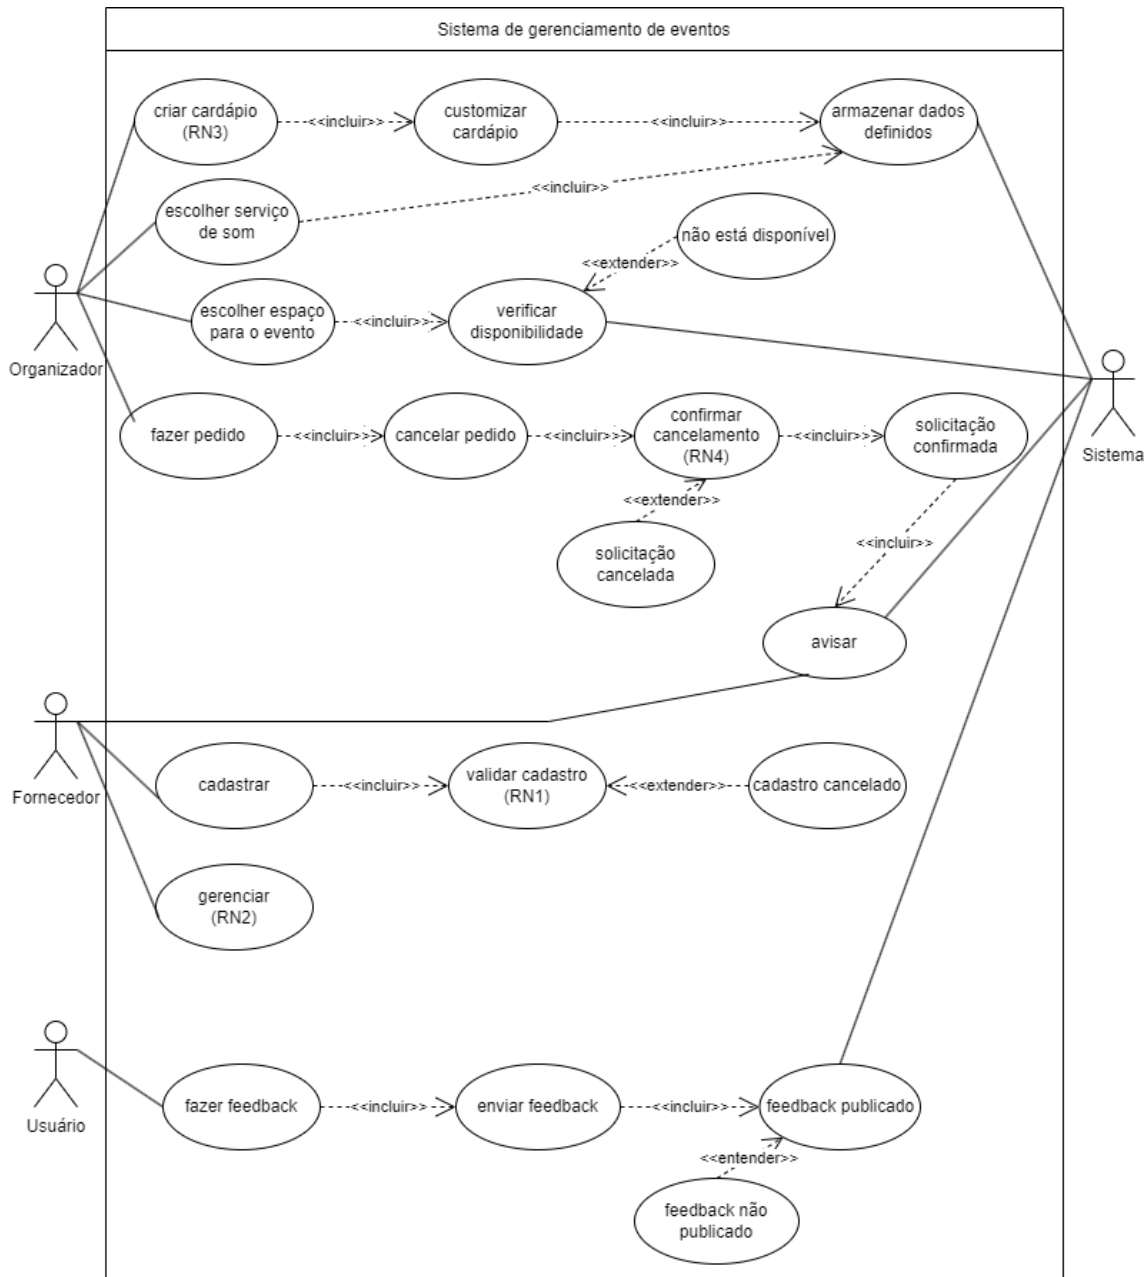 Sistema de gerenciamento de eventos
criar cardápio
(RN3)
<<incluir>>
customizar
cardápio
<<incluir>>
armazenar dados
definidos
escolher serviço
de som
<<incluir>>
não está disponível
<<extender>>
escolher espaço
para o evento
<<incluir>>
verificar
disponibilidade
Organizador
Sistema
fazer pedido
<<incluir>>
cancelar pedido
<<incluir>>
confirmar
cancelamento
(RN4)
<<incluir>>
solicitação
confirmada
<<extender>>
solicitação
cancelada
<<incluir>>
avisar
Fornecedor
cadastrar
<<incluir>>
validar cadastro
(RN1)
<<extender>>
cadastro cancelado
gerenciar
(RN2)
Usuário
fazer feedback
<<incluir>>
enviar feedback
<<incluir>>
feedback publicado
<<entender>>
feedback não
publicado